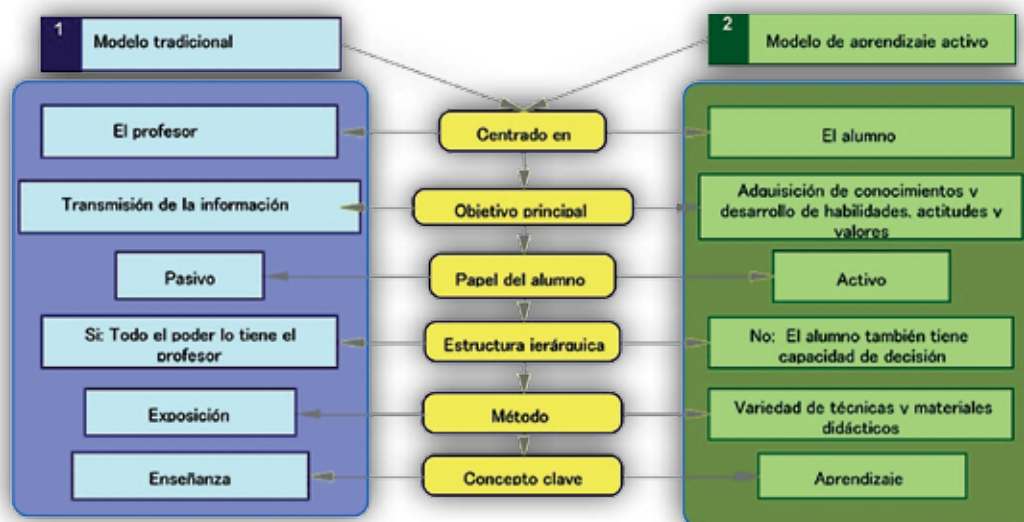 1
Modelo tradicional
2
Modelo de aprendizaje activo
El profesor
Centrado en
El alumno
Transmisión de la información
Objetivo principal
Adquisición de conocimientos y
desarrollo de habilidades, actitudes y
valores
Pasivo
Papel del alumno
Activo
Si: Todo el poder lo tiene el
profesor
Estructura jerárquica
No: El alumno también tiene
capacidad de decisión
Exposición
Método
Variedad de técnicas y materiales
didácticos
Enseñanza
Concepto clave
Aprendizaje